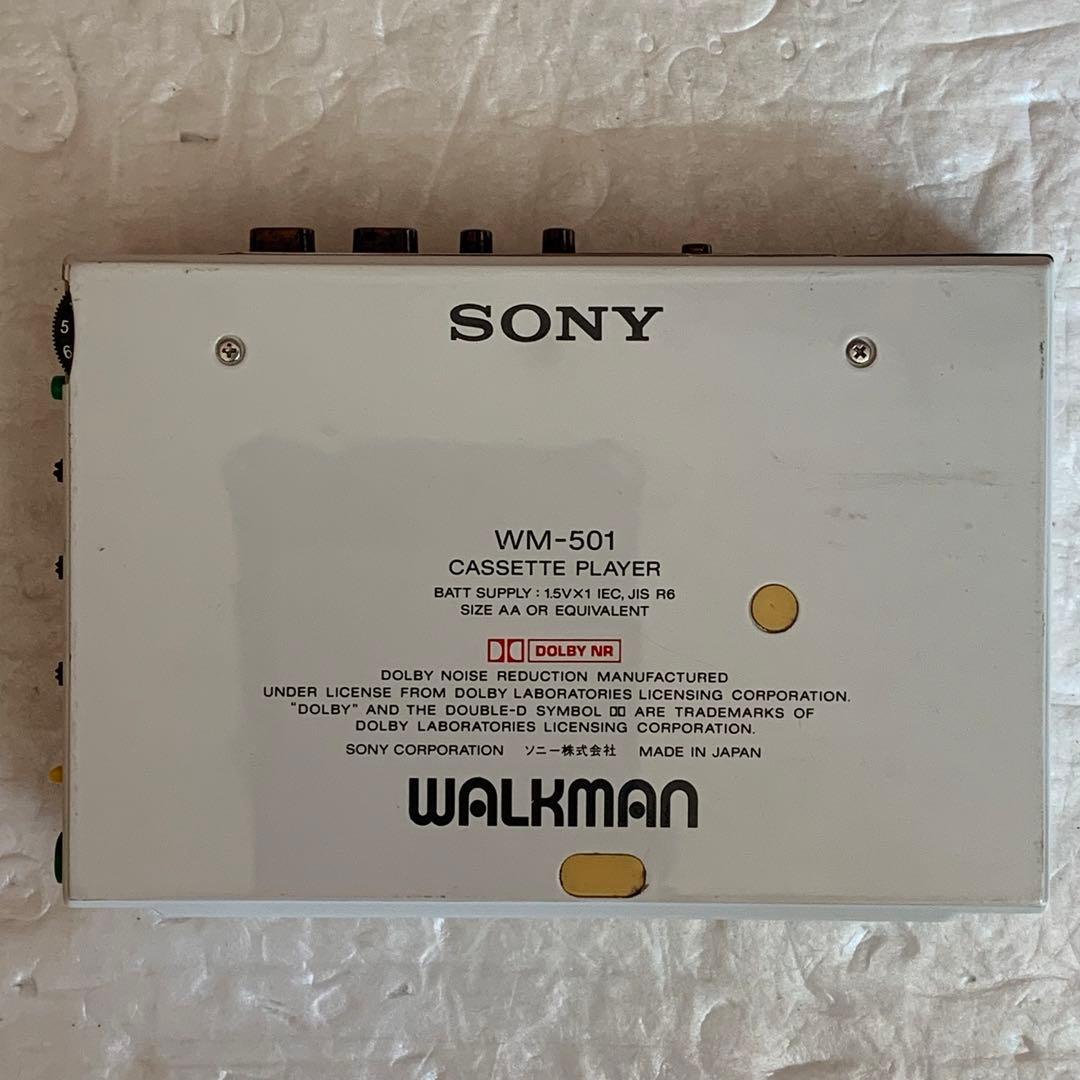 SONY
5
6
WM-501
CASSETTE PLAYER
BATT SUPPLY : 1.5V×1 IEC, JIS R6
SIZE AA OR EQUIVALENT
DOLBY NR
DOLBY NOISE REDUCTION MANUFACTURED
UNDER LICENSE FROM DOLBY LABORATORIES LICENSING CORPORATION.
"DOLBY" AND THE DOUBLE-D SYMBOL ARE TRADEMARKS OF
DOLBY LABORATORIES LICENSING CORPORATION.
SONY CORPORATION ソニー株式会社 MADE IN JAPAN
WALKMAN